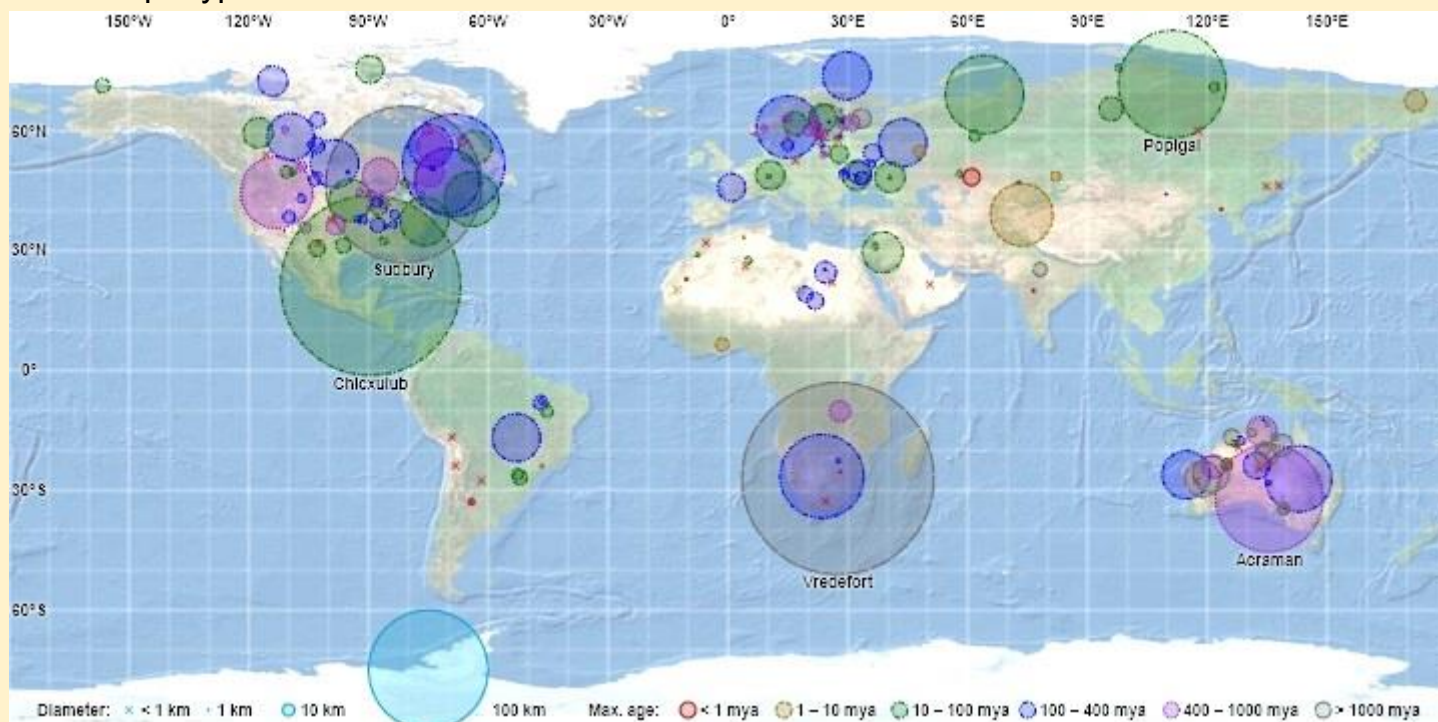 150°W 120°W 90°W 60°W 30°W 0° 30°E 60°E 90°E 120°E 150°E
60°N
Popigai
30°N
Sudbury
0°
Chicxulub
30°S
Acraman
Vredefort
60°S
Diameter: × < 1 km · 1 km 10 km 100 km Max. age: < 1 mya 1 – 10 mya 10 – 100 mya 100 – 400 mya 400 – 1000 mya > 1000 mya